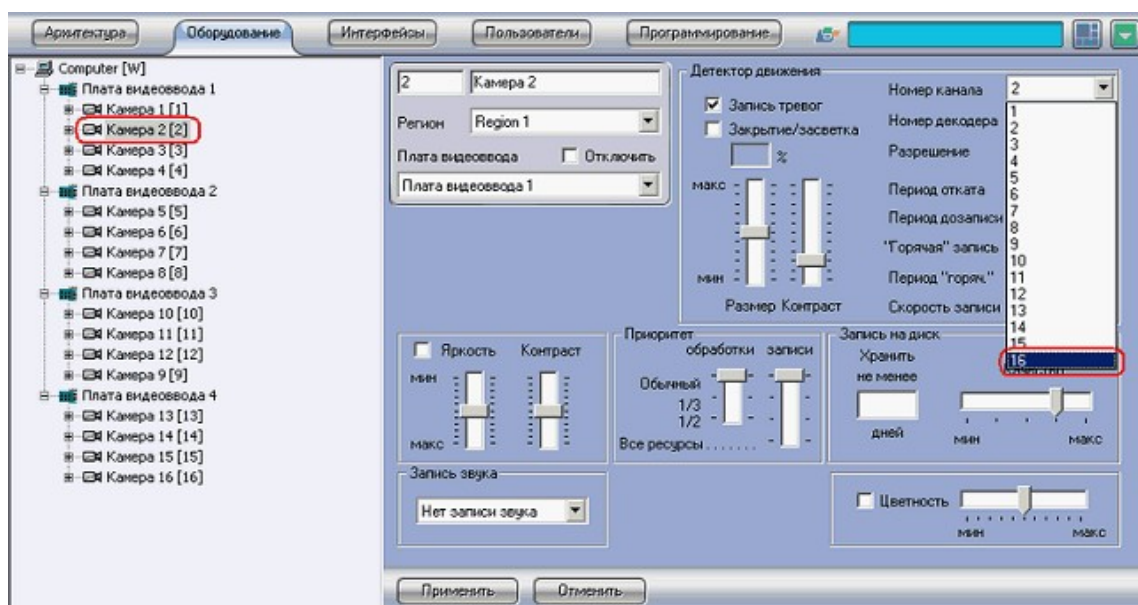 Архитектура Оборудование Интерфейсы Пользователи Программирование
Computer [W]
Плата видеоввода 1
Камера 1 [1]
Камера 2 [2]
Камера 3 [3]
Камера 4 [4]
Плата видеоввода 2
Камера 5 [5]
Камера 6 [6]
Камера 7 [7]
Камера 8 [8]
Плата видеоввода 3
Камера 10 [10]
Камера 11 [11]
Камера 12 [12]
Камера 9 [9]
Плата видеоввода 4
Камера 13 [13]
Камера 14 [14]
Камера 15 [15]
Камера 16 [16]
2 Камера 2
Регион Region 1
Плата видеоввода Отключить
Плата видеоввода 1
Детектор движения
Запись тревог
Закрытие/засветка
%
макс
мин
Размер Контраст
Номер канала 2
Номер декодера
Разрешение
Период отката
Период дозаписи
"Горячая" запись
Период "горяч."
Скорость записи
1
2
3
4
5
6
7
8
9
10
11
12
13
14
15
16
Яркость Контраст
мин
макс
Приоритет
обработки записи
Обычный
1/3
1/2
Все ресурсы.......
Запись на диск
Хранить
не менее
дней
мин макс
Запись звука
Нет записи звука
Цветность
мин макс
Применить Отменить